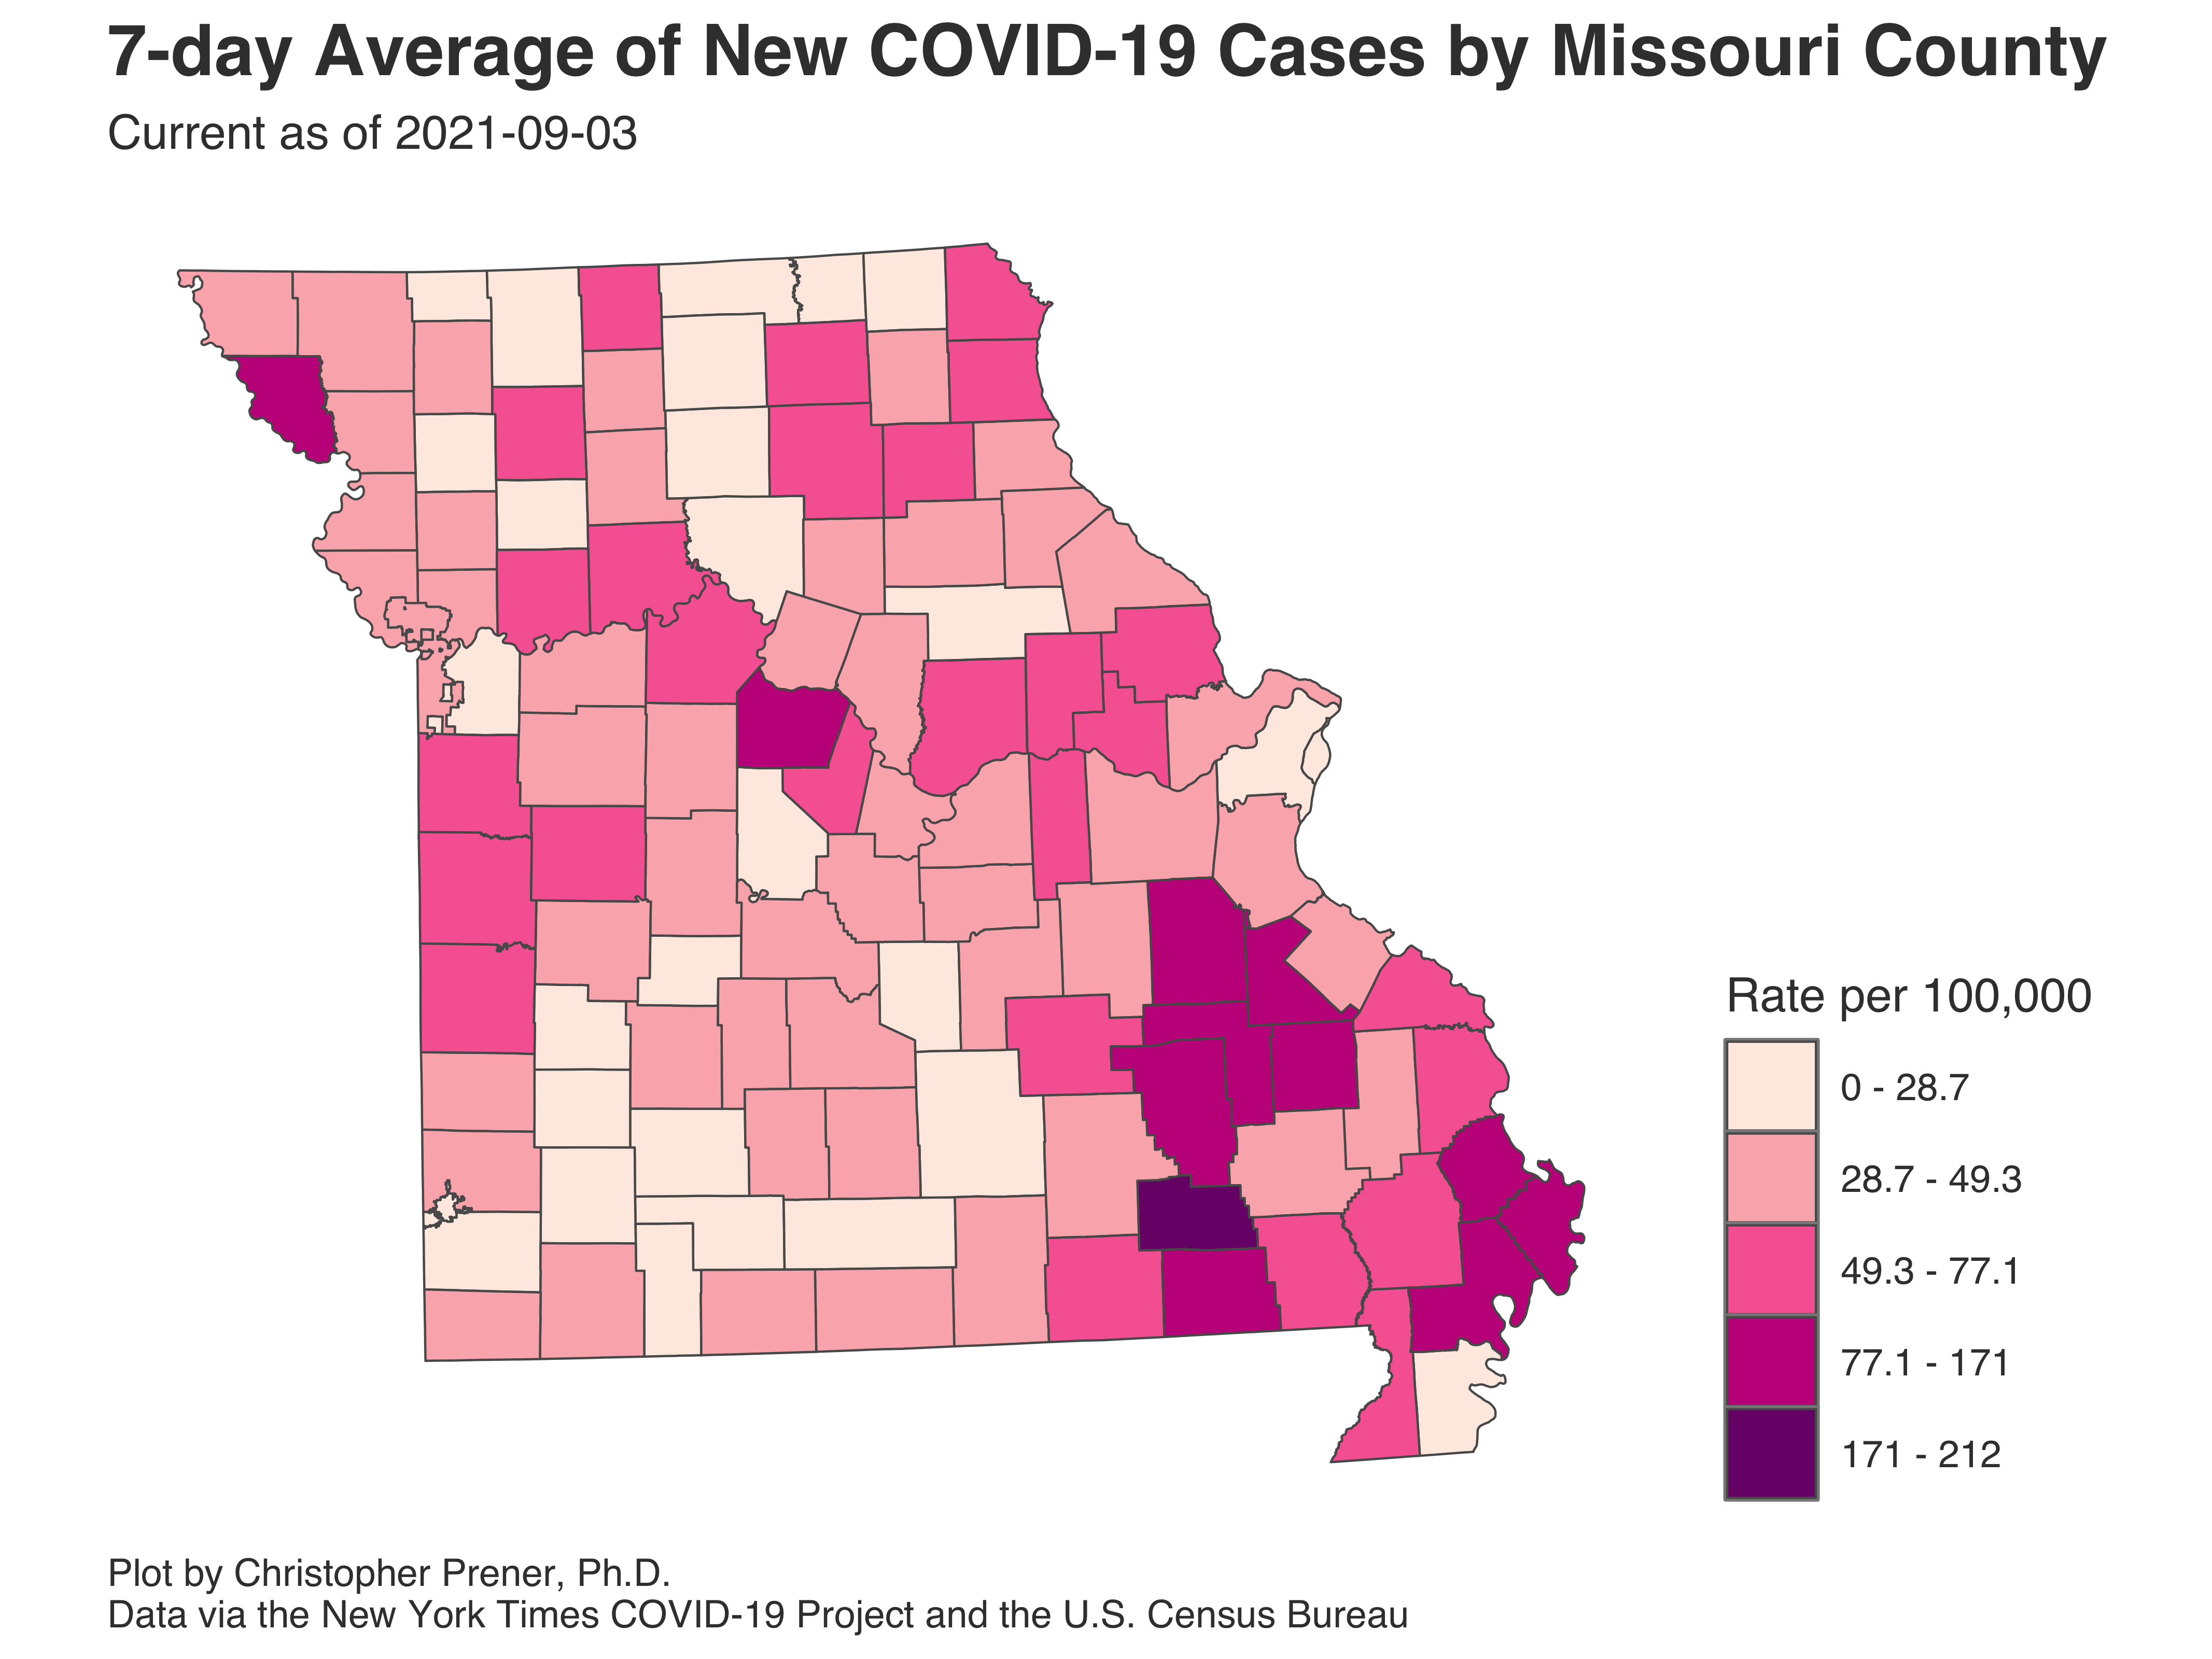 7-day Average of New COVID-19 Cases by Missouri County
Current as of 2021-09-03
Rate per 100,000
0 - 28.7
28.7 - 49.3
49.3 - 77.1
77.1 - 171
171 - 212
Plot by Christopher Prener, Ph.D.
Data via the New York Times COVID-19 Project and the U.S. Census Bureau